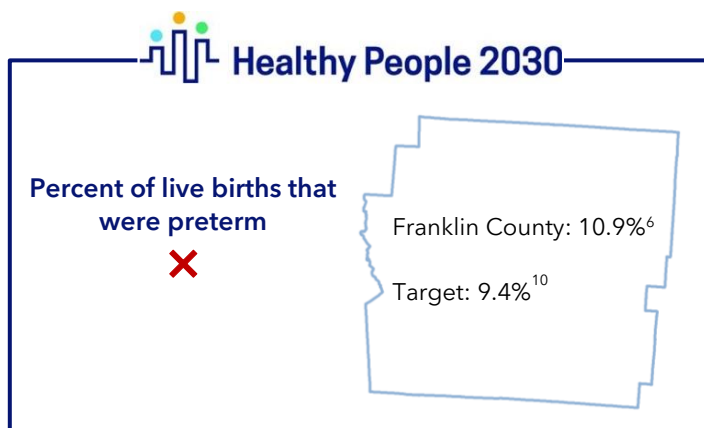 Healthy People 2030
Percent of live births that
were preterm
Franklin County: 10.9%⁶
Target: 9.4%¹⁰